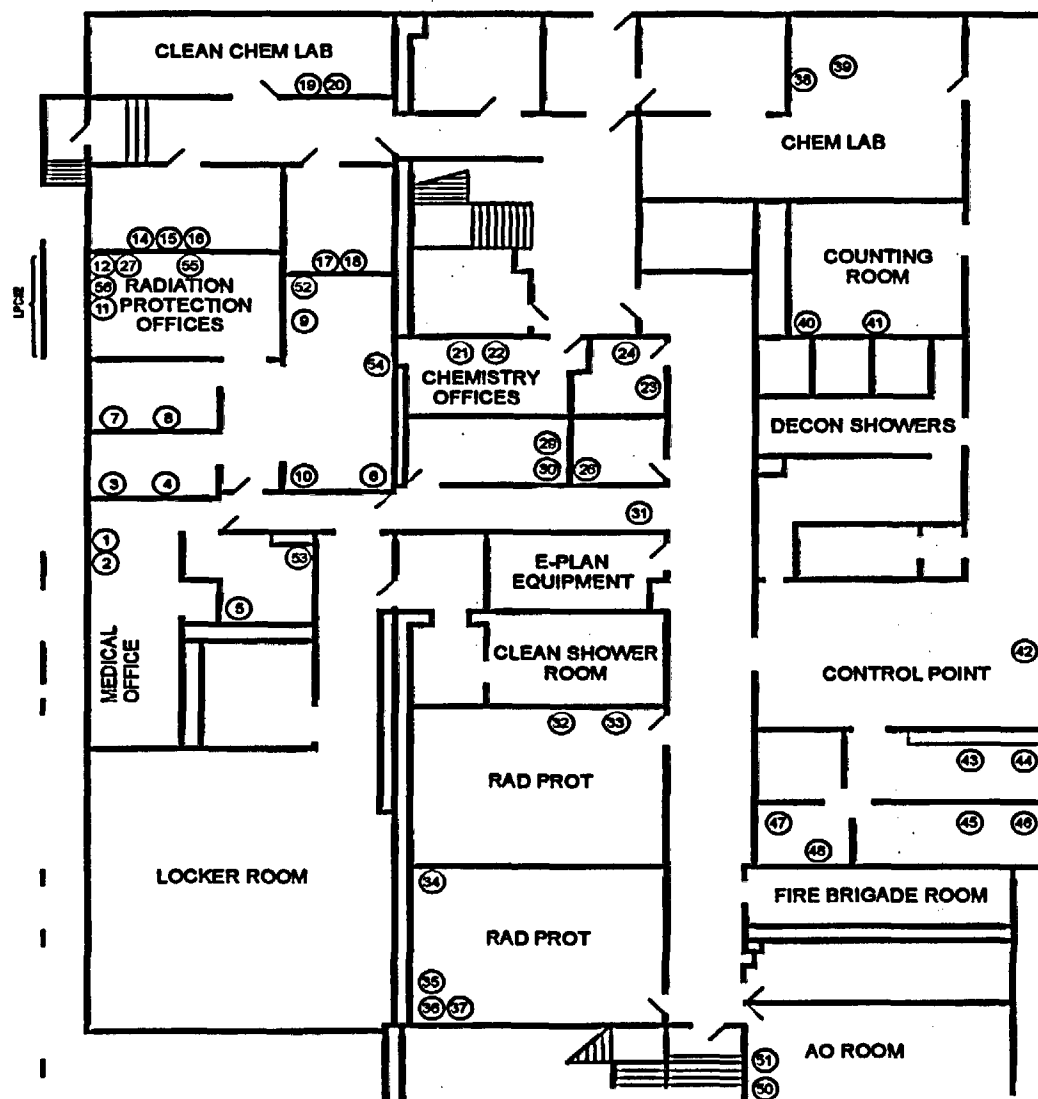 CLEAN CHEM LAB
19 20
38 39
CHEM LAB
14 15 16
12 27 55
56 RADIATION
11 PROTECTION
OFFICES
17 18
52
9
COUNTING
ROOM
40 41
21 22
24
54
CHEMISTRY
OFFICES
23
7 8
DECON SHOWERS
29
30 26
3 4
10 6
31
1
2
53
5
E-PLAN
EQUIPMENT
MEDICAL
OFFICE
CLEAN SHOWER
ROOM
42
CONTROL POINT
32 33
43 44
RAD PROT
47
48
45 46
LOCKER ROOM
34
FIRE BRIGADE ROOM
RAD PROT
35
36 37
AO ROOM
51
50